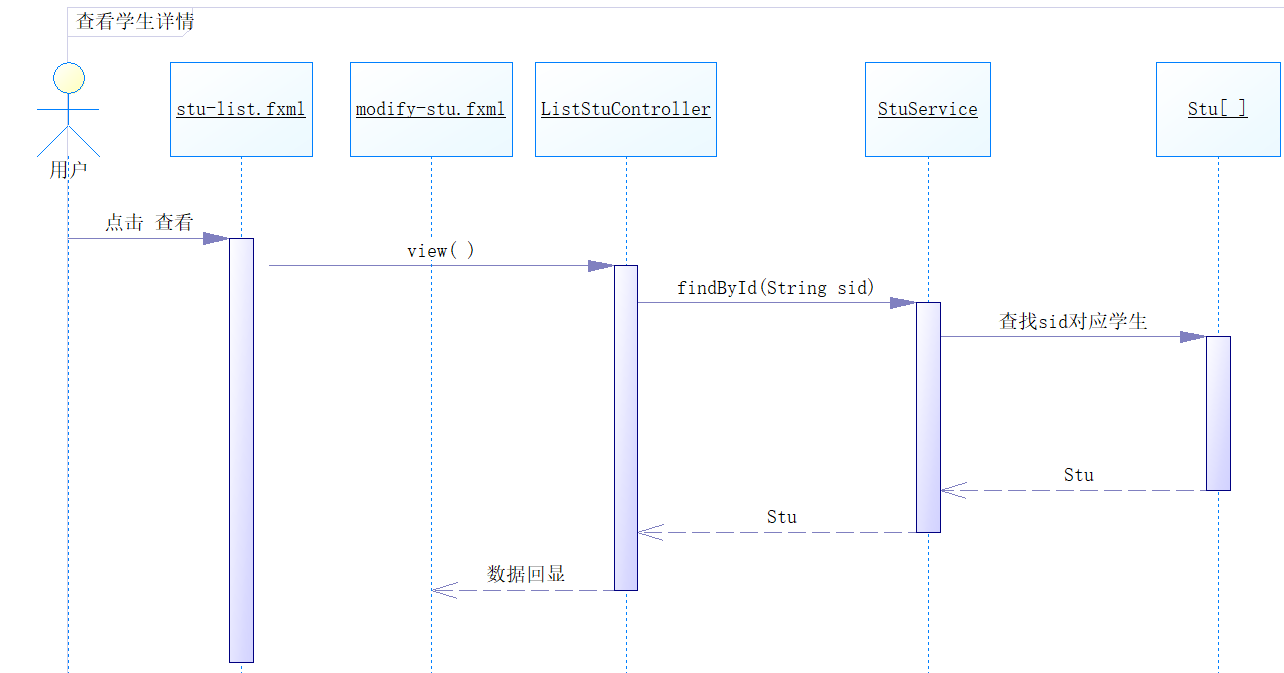 查看学生详情
stu-list.fxml
modify-stu.fxml
ListStuController
StuService
Stu[ ]
用户
点击 查看
view( )
findById(String sid)
查找sid对应学生
Stu
Stu
数据回显